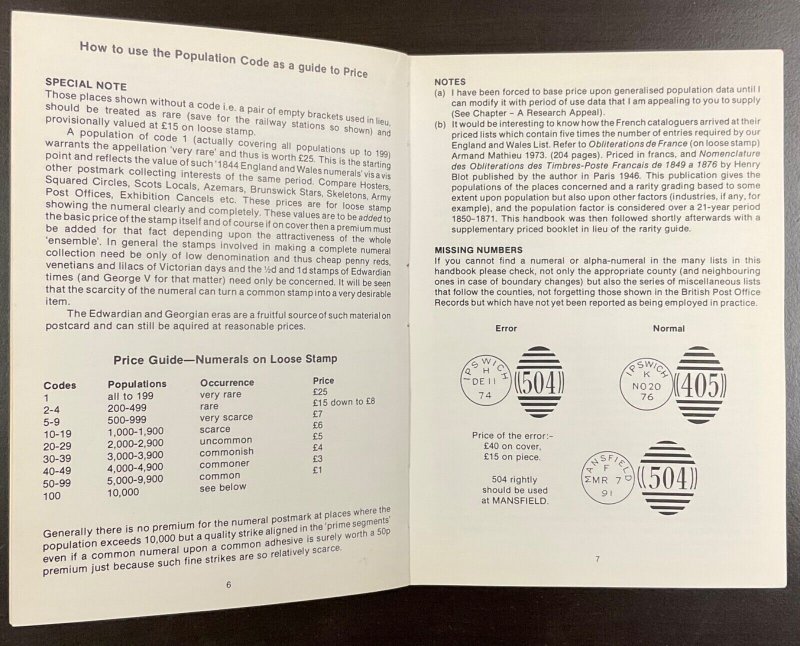 How to use the Population Code as a guide to Price
SPECIAL NOTE
Those places shown without a code i.e. a pair of empty brackets used in lieu,
should be treated as rare (save for the railway stations so shown) and
provisionally valued at £15 on loose stamp.
A population of code 1 (actually covering all populations up to 199)
warrants the appellation 'very rare' and thus is worth £25. This is the starting
point and reflects the value of such '1844 England and Wales numerals' vis a vis
other postmark collecting interests of the same period. Compare Hosters,
Squared Circles, Scots Locals, Azemars, Brunswick Stars, Skeletons, Army
Post Offices, Exhibition Cancels etc. These prices are for loose stamp
showing the numeral clearly and completely. These values are to be added to
the basic price of the stamp itself and of course if on cover then a premium must
be added for that fact depending upon the attractiveness of the whole
'ensemble'. In general the stamps involved in making a complete numeral
collection need be only of low denomination and thus cheap penny reds,
venetians and lilacs of Victorian days and the ½d and 1d stamps of Edwardian
times (and George V for that matter) need only be concerned. It will be seen
that the scarcity of the numeral can turn a common stamp into a very desirable
item.
The Edwardian and Georgian eras are a fruitful source of such material on
postcard and can still be aquired at reasonable prices.
Price Guide—Numerals on Loose Stamp
Codes Populations Occurrence Price
1 all to 199 very rare £25
2-4 200-499 rare £15 down to £8
5-9 500-999 very scarce £7
10-19 1,000-1,900 scarce £6
20-29 2,000-2,900 uncommon £5
30-39 3,000-3,900 commonish £4
40-49 4,000-4,900 commoner £3
50-99 5,000-9,900 common £1
100 10,000 see below
Generally there is no premium for the numeral postmark at places where the
population exceeds 10,000 but a quality strike aligned in the 'prime segments'
even if a common numeral upon a common adhesive is surely worth a 50p
premium just because such fine strikes are so relatively scarce.
6
NOTES
(a) I have been forced to base price upon generalised population data until I
can modify it with period of use data that I am appealing to you to supply
(See Chapter – A Research Appeal).
(b) It would be interesting to know how the French cataloguers arrived at their
priced lists which contain five times the number of entries required by our
England and Wales List. Refer to Obliterations de France (on loose stamp)
Armand Mathieu 1973. (204 pages). Priced in francs, and Nomenclature
des Obliterations des Timbres-Poste Francais de 1849 a 1876 by Henry
Blot published by the author in Paris 1946. This publication gives the
populations of the places concerned and a rarity grading based to some
extent upon population but also upon other factors (industries, if any, for
example), and the population factor is considered over a 21-year period
1850-1871. This handbook was then followed shortly afterwards with a
supplementary priced booklet in lieu of the rarity guide.
MISSING NUMBERS
If you cannot find a numeral or alpha-numeral in the many lists in this
handbook please check, not only the appropriate county (and neighbouring
ones in case of boundary changes) but also the series of miscellaneous lists
that follow the counties, not forgetting those shown in the British Post Office
Records but which have not yet been reported as being employed in practice.
Error Normal
IPSWICH
H
DE 11
74
504
IPSWICH
K
NO 20
76
405
Price of the error:-
£40 on cover,
£15 on piece.
504 rightly
should be used
at MANSFIELD.
MANSFIELD
F
MR 7
91
504
7